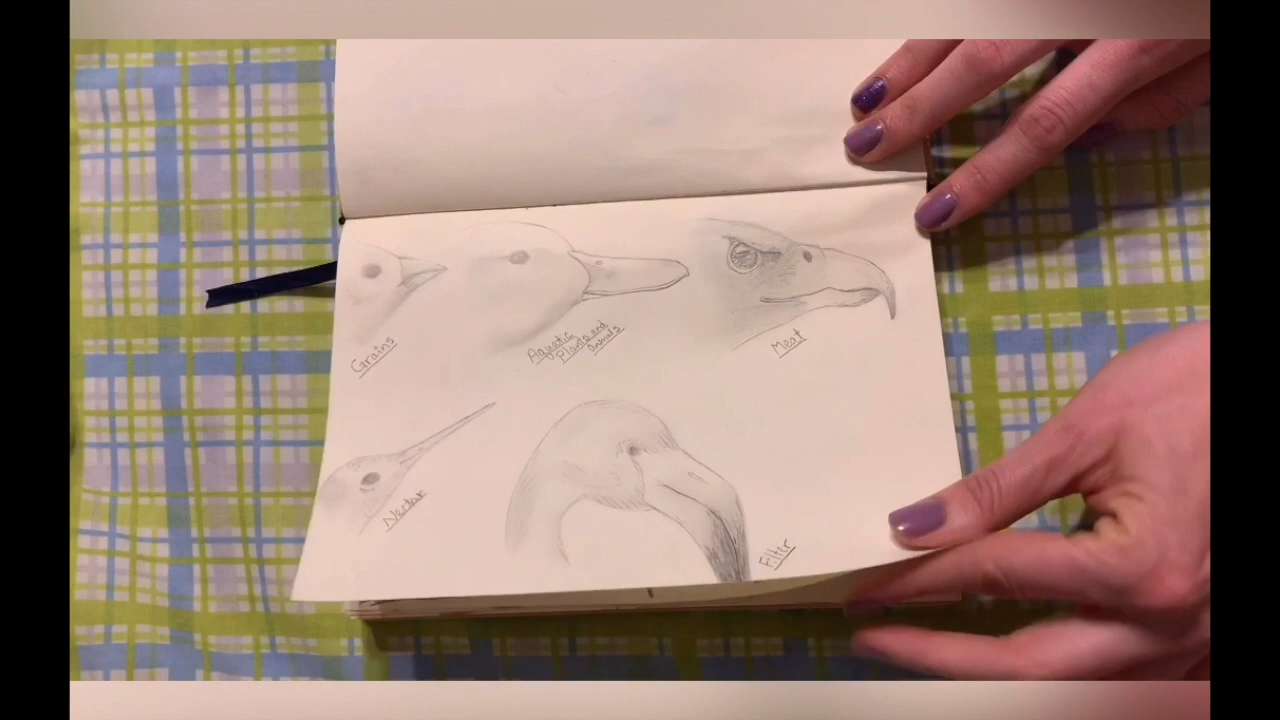 Grains
Aquatic
Plants and
Animals
Meat
Nectar
Filter